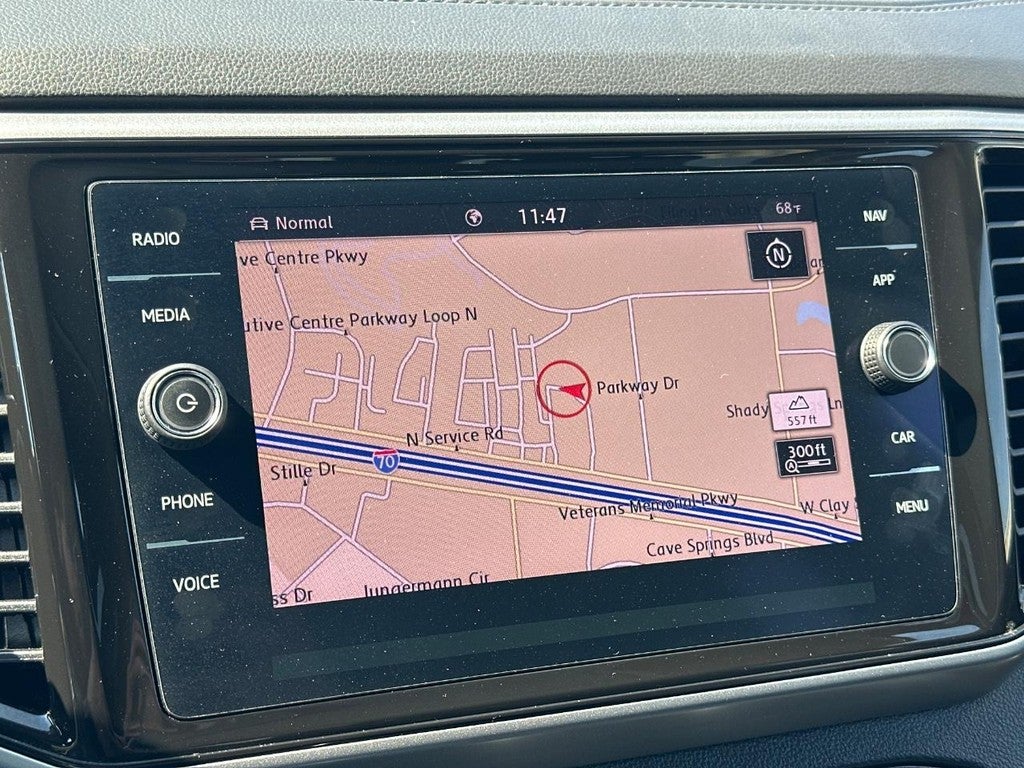 Normal
11:47
68°F
RADIO
MEDIA
PHONE
VOICE
ve Centre Pkwy
utive Centre Parkway Loop N
N
Parkway Dr
Shady
Ln
557 ft
300 ft
N Service Rd
70
Stille Dr
Veterans Memorial Pkwy
W Clay
Cave Springs Blvd
Jungermann Cir
ss Dr
NAV
APP
CAR
MENU